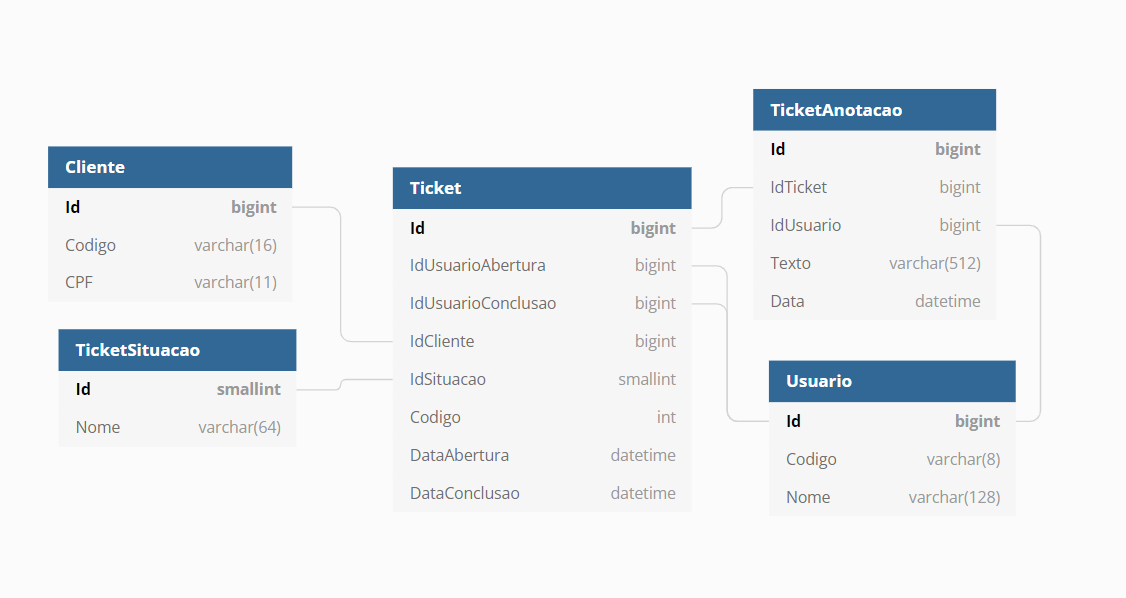 Cliente
Id bigint
Codigo varchar(16)
CPF varchar(11)
TicketSituacao
Id smallint
Nome varchar(64)
Ticket
Id bigint
IdUsuarioAbertura bigint
IdUsuarioConclusao bigint
IdCliente bigint
IdSituacao smallint
Codigo int
DataAbertura datetime
DataConclusao datetime
TicketAnotacao
Id bigint
IdTicket bigint
IdUsuario bigint
Texto varchar(512)
Data datetime
Usuario
Id bigint
Codigo varchar(8)
Nome varchar(128)